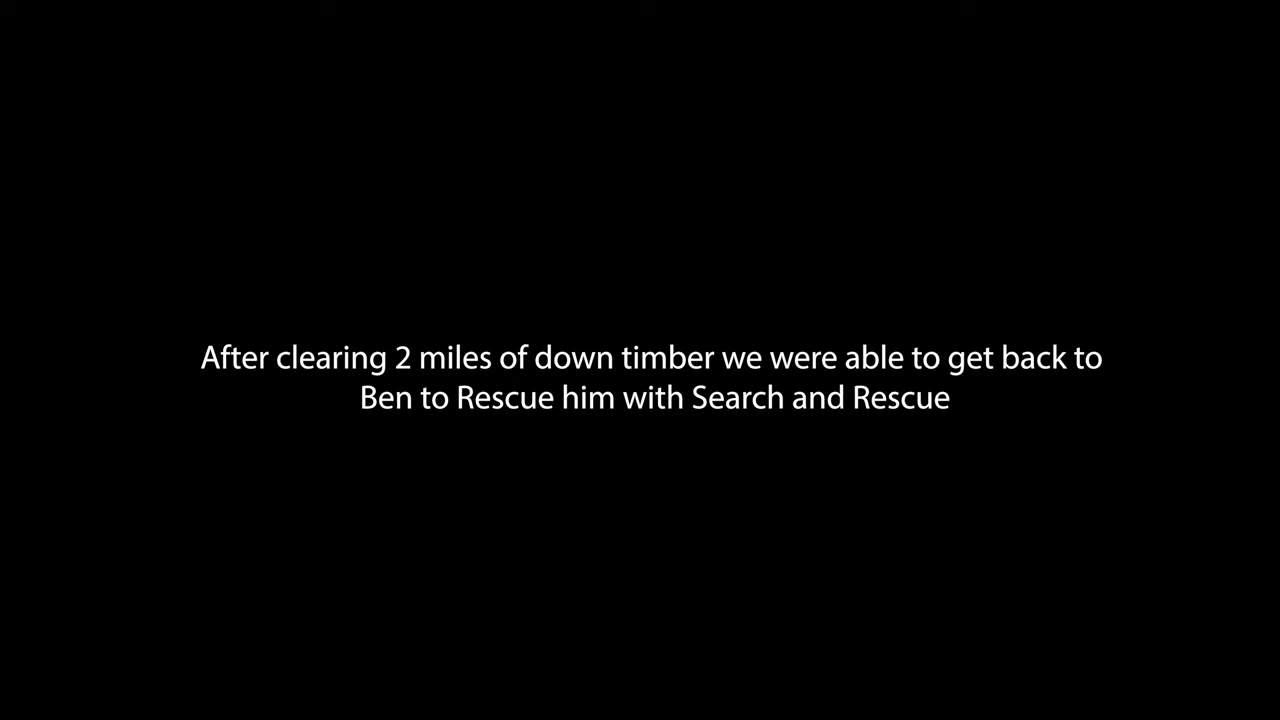 After clearing 2 miles of down timber we were able to get back to
Ben to Rescue him with Search and Rescue